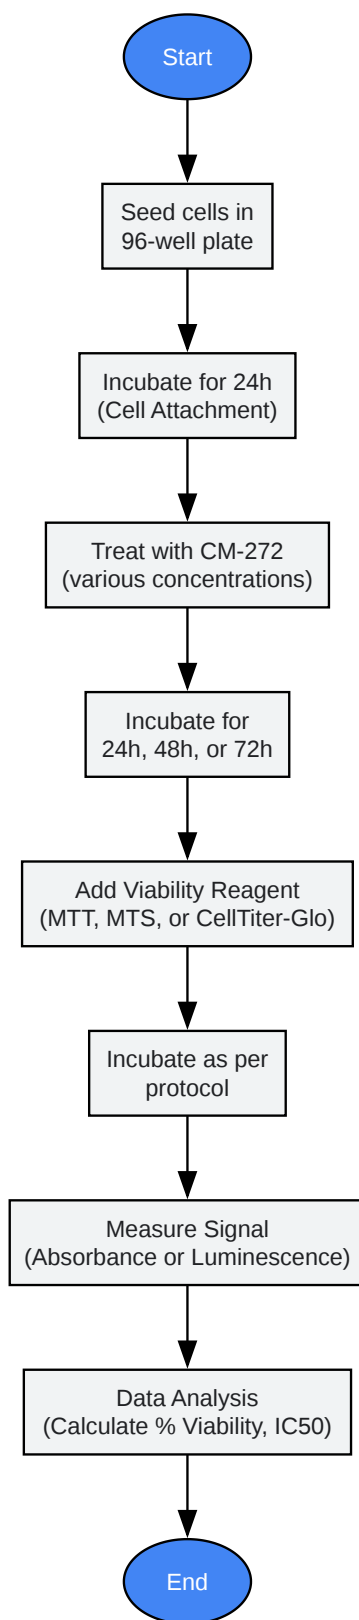 Start
Seed cells in
96-well plate
Incubate for 24h
(Cell Attachment)
Treat with CM-272
(various concentrations)
Incubate for
24h, 48h, or 72h
Add Viability Reagent
(MTT, MTS, or CellTiter-Glo)
Incubate as per
protocol
Measure Signal
(Absorbance or Luminescence)
Data Analysis
(Calculate % Viability, IC50)
End